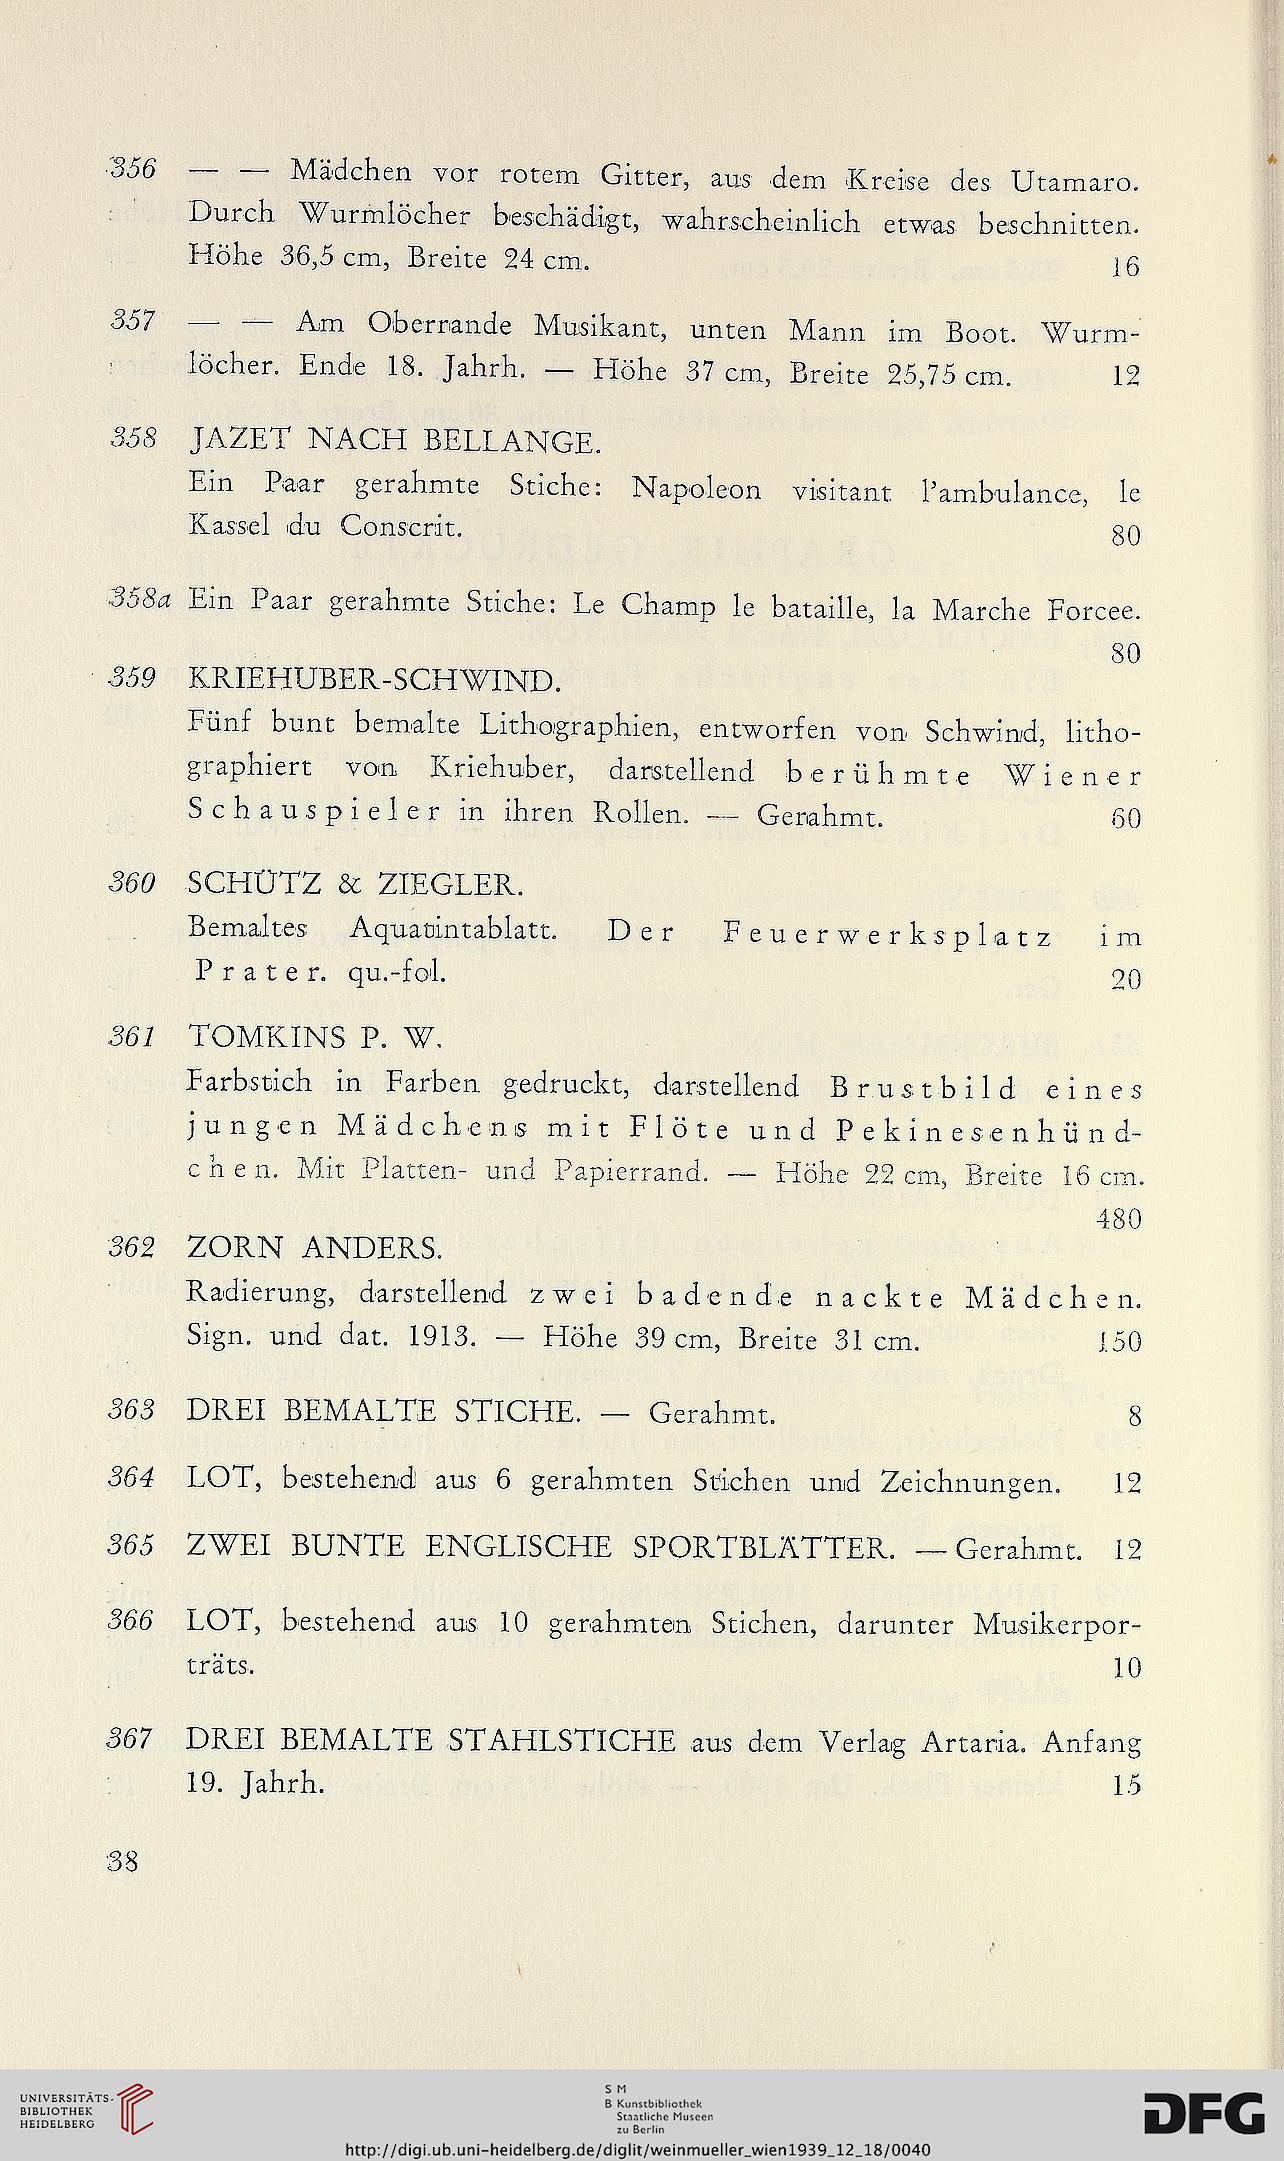 356 — — Mädchen vor rotem Gitter, aus dem Kreise des Utamaro.
Durch Wurmlöcher beschädigt, wahrscheinlich etwas beschnitten.
Höhe 36,5 cm, Breite 24 cm. 16
357 — — Am Oberrande Musikant, unten Mann im Boot. Wurm-
löcher. Ende 18. Jahrh. — Höhe 37 cm, Breite 25,75 cm. 12
358 JAZET NACH BELLANGE.
Ein Paar gerahmte Stiche: Napoleon visitant l'ambulance, le
Kassel du Conscrit. 80
358a Ein Paar gerahmte Stiche: Le Champ le bataille, la Marche Forcee.
80
359 KRIEHUBER-SCHWIND.
Fünf bunt bemalte Lithographien, entworfen von Schwind, litho-
graphiert von Kriehuber, darstellend berühmte Wiener
Schauspieler in ihren Rollen. — Gerahmt. 60
360 SCHÜTZ & ZIEGLER.
Bemaltes Aquatintablatt. Der Feuerwerksplatz im
Prater. qu.-fol. 20
361 TOMKINS P. W.
Farbstich in Farben gedruckt, darstellend Brustbild eines
jungen Mädchens mit Flöte und Pekinesenhünd-
chen. Mit Platten- und Papierrand. — Höhe 22 cm, Breite 16 cm.
480
362 ZORN ANDERS.
Radierung, darstellend zwei badende nackte Mädchen.
Sign. und dat. 1913. — Höhe 39 cm, Breite 31 cm. 150
363 DREI BEMALTE STICHE. — Gerahmt. 8
364 LOT, bestehend aus 6 gerahmten Stichen und Zeichnungen. 12
365 ZWEI BUNTE ENGLISCHE SPORTBLÄTTER. — Gerahmt. 12
366 LOT, bestehend aus 10 gerahmten Stichen, darunter Musikerpor-
träts. 10
367 DREI BEMALTE STAHLSTICHE aus dem Verlag Artaria. Anfang
19. Jahrh. 15
38
UNIVERSITÄTS-
BIBLIOTHEK
HEIDELBERG
S M
B Kunstbibliothek
Staatliche Museen
zu Berlin
DFG
http://digi.ub.uni-heidelberg.de/diglit/weinmueller_wien1939_12_18/0040